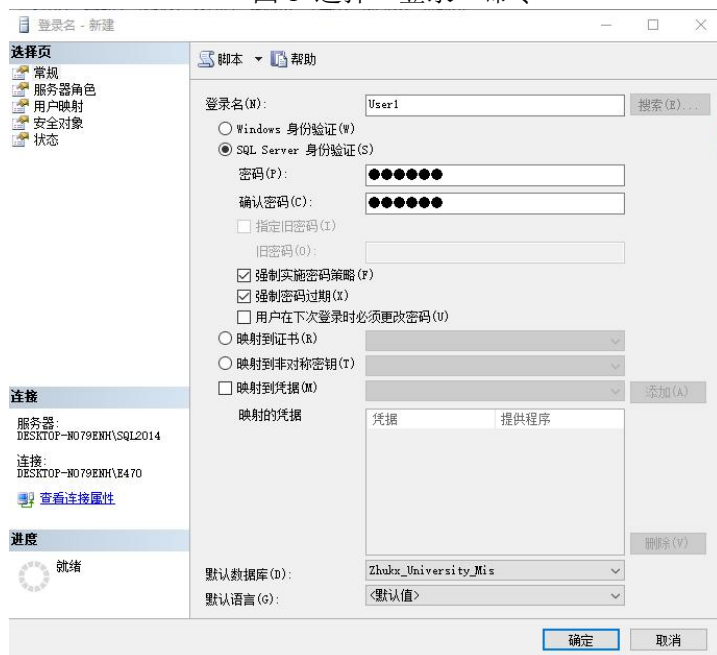 登录名 - 新建
选择页
常规
服务器角色
用户映射
安全对象
状态
脚本
帮助
登录名(N):
User1
搜索(E)...
Windows 身份验证(W)
SQL Server 身份验证(S)
密码(P):
●●●●●●
确认密码(C):
●●●●●●
指定旧密码(I)
旧密码(O):
强制实施密码策略(F)
强制密码过期(X)
用户在下次登录时必须更改密码(U)
映射到证书(R)
映射到非对称密钥(T)
映射到凭据(M)
添加(A)
映射的凭据
凭据
提供程序
删除(V)
默认数据库(D):
Zhukx_University_Mis
默认语言(G):
<默认值>
连接
服务器:
DESKTOP-NO79ENH\SQL2014
连接:
DESKTOP-NO79ENH\E470
查看连接属性
进度
就绪
确定
取消